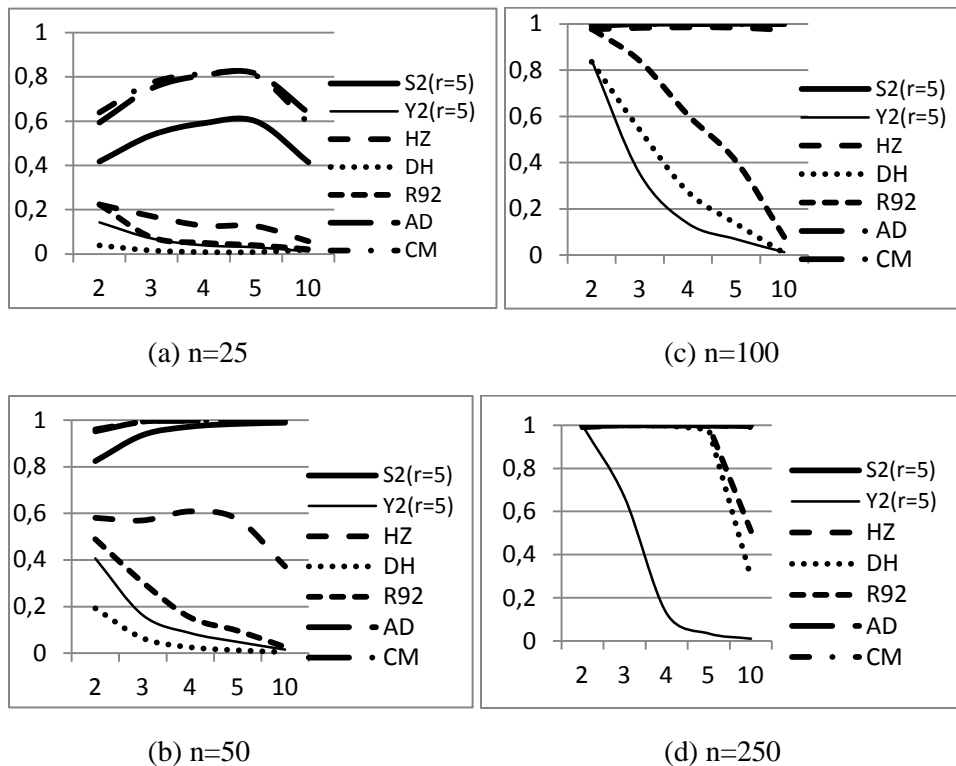 1
0,8
0,6
0,4
0,2
0
2 3 4 5 10
S2(r=5)
Y2(r=5)
HZ
DH
R92
AD
CM
(a) n=25
1
0,8
0,6
0,4
0,2
0
2 3 4 5 10
S2(r=5)
Y2(r=5)
HZ
DH
R92
AD
CM
(c) n=100
1
0,8
0,6
0,4
0,2
0
2 3 4 5 10
S2(r=5)
Y2(r=5)
HZ
DH
R92
AD
CM
(b) n=50
1
0,8
0,6
0,4
0,2
0
2 3 4 5 10
S2(r=5)
Y2(r=5)
HZ
DH
R92
AD
CM
(d) n=250